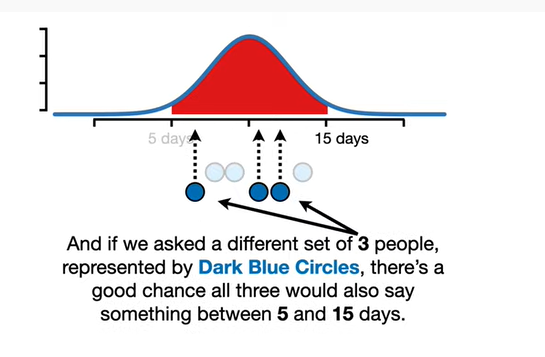 5 days
15 days
And if we asked a different set of 3 people,
represented by Dark Blue Circles, there's a
good chance all three would also say
something between 5 and 15 days.